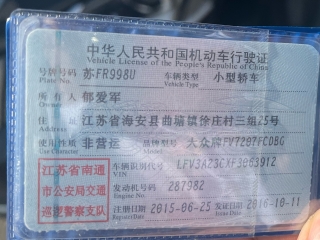 中华人民共和国机动车行驶证
Vehicle License of the People's Republic of China
号牌号码 苏FR998U 车辆类型 小型轿车
Plate No. Vehicle Type
所有人 郁爱军
Owner
住址 江苏省海安县曲塘镇徐庄村三组25号
Address
使用性质 非营运 品牌型号 大众牌FV7207FCDBG
Use Character Model
江苏省南通
市公安局交通
巡逻警察支队
车辆识别代号
VIN
发动机号码 287982
Engine No.
注册日期 2015-06-25 发证日期 2016-10-11
Register Date Issue Date